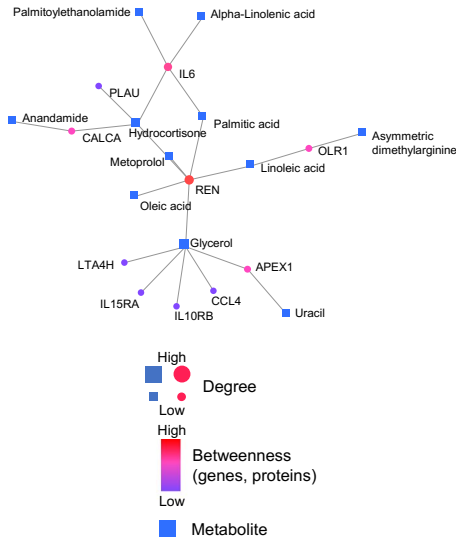 Palmitoylethanolamide
Alpha-Linolenic acid
IL6
PLAU
Anandamide
CALCA
Hydrocortisone
Palmitic acid
Asymmetric
dimethylarginine
OLR1
Metoprolol
Linoleic acid
REN
Oleic acid
Glycerol
LTA4H
APEX1
IL15RA
CCL4
IL10RB
Uracil
High
Degree
Low
High
Betweenness
(genes, proteins)
Low
Metabolite